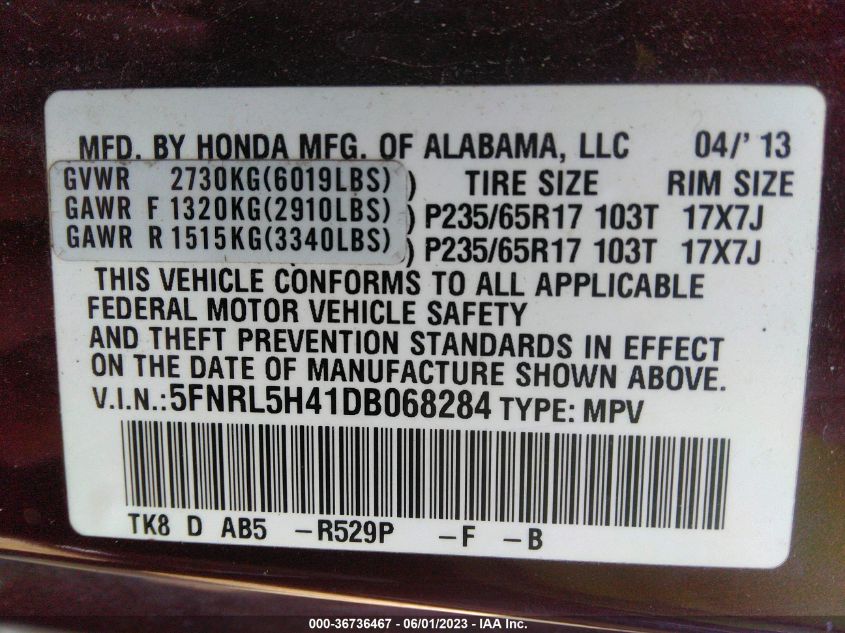 MFD. BY HONDA MFG. OF ALABAMA, LLC 04/' 13
GVWR 2730KG(6019LBS) ) TIRE SIZE RIM SIZE
GAWR F 1320KG(2910LBS) ) P235/65R17 103T 17X7J
GAWR R 1515KG(3340LBS) ) P235/65R17 103T 17X7J
THIS VEHICLE CONFORMS TO ALL APPLICABLE
FEDERAL MOTOR VEHICLE SAFETY
AND THEFT PREVENTION STANDARDS IN EFFECT
ON THE DATE OF MANUFACTURE SHOWN ABOVE.
V.I.N.:5FNRL5H41DB068284 TYPE: MPV
TK8 D AB5 -R529P -F -B
000-36736467 - 06/01/2023 - IAA Inc.